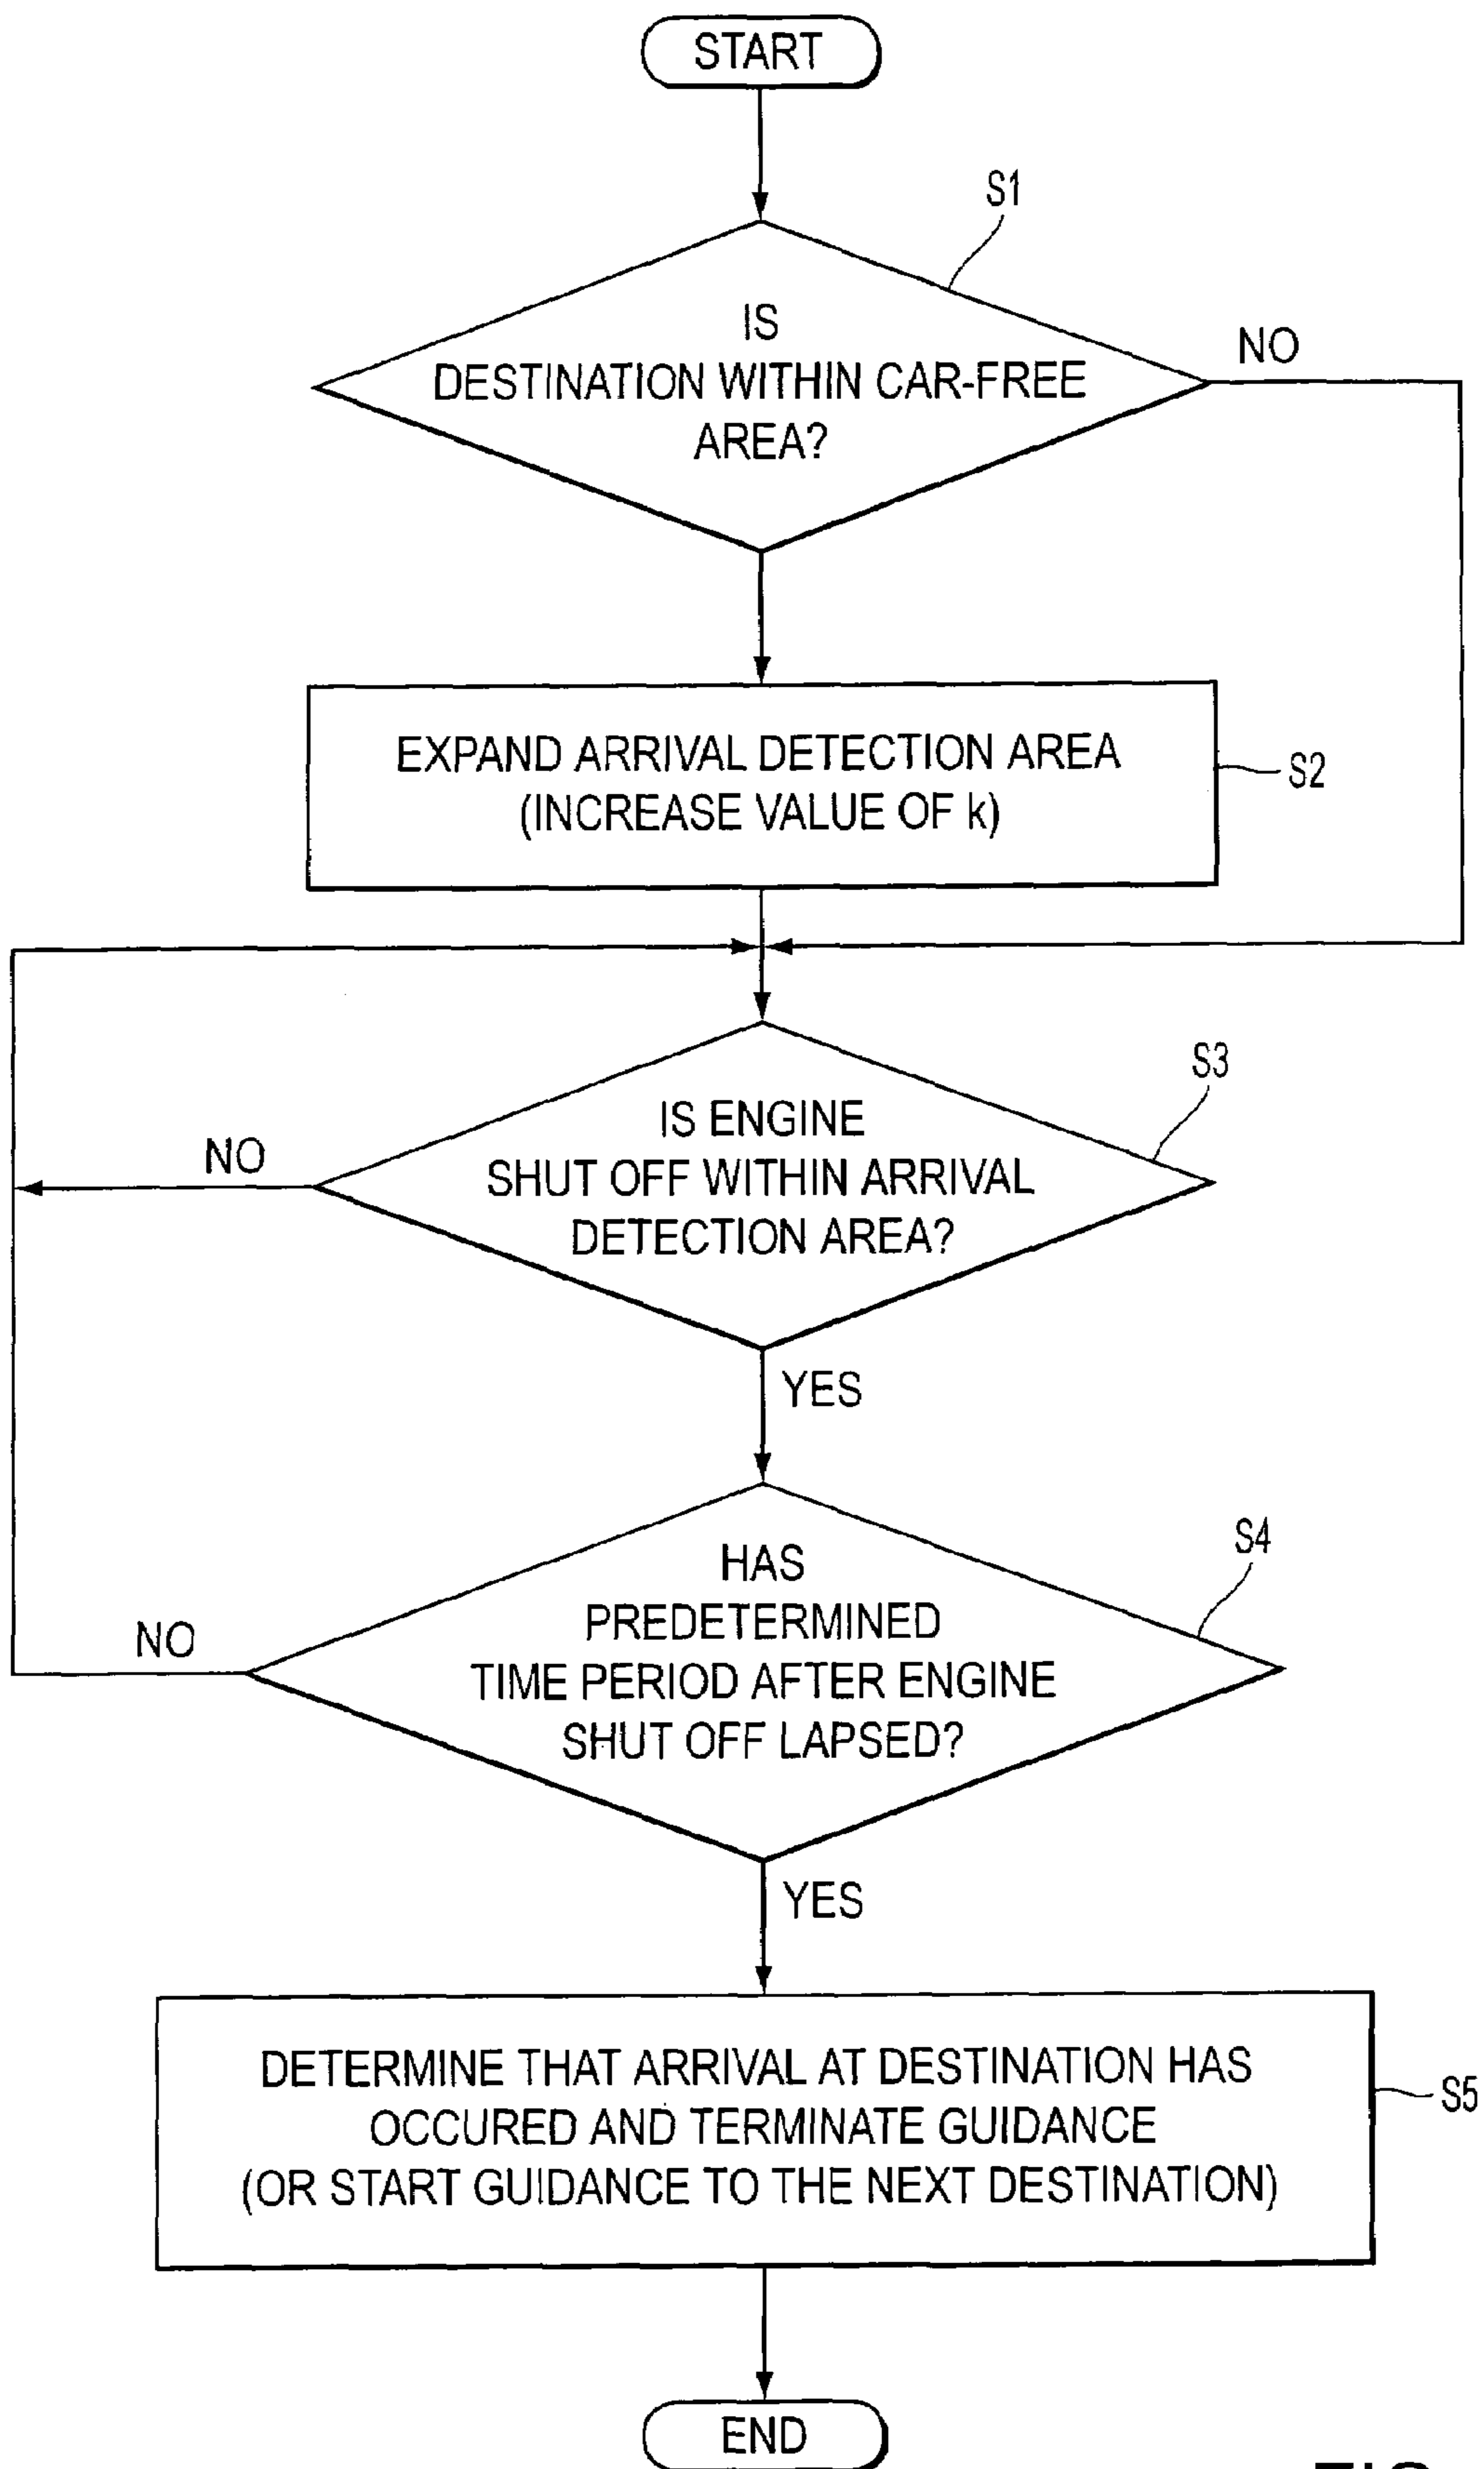 START
S1
IS
DESTINATION WITHIN CAR-FREE
AREA?
NO
EXPAND ARRIVAL DETECTION AREA
(INCREASE VALUE OF k)
S2
S3
IS ENGINE
SHUT OFF WITHIN ARRIVAL
DETECTION AREA?
NO
YES
S4
HAS
PREDETERMINED
TIME PERIOD AFTER ENGINE
SHUT OFF LAPSED?
NO
YES
DETERMINE THAT ARRIVAL AT DESTINATION HAS
OCCURED AND TERMINATE GUIDANCE
(OR START GUIDANCE TO THE NEXT DESTINATION)
S5
END